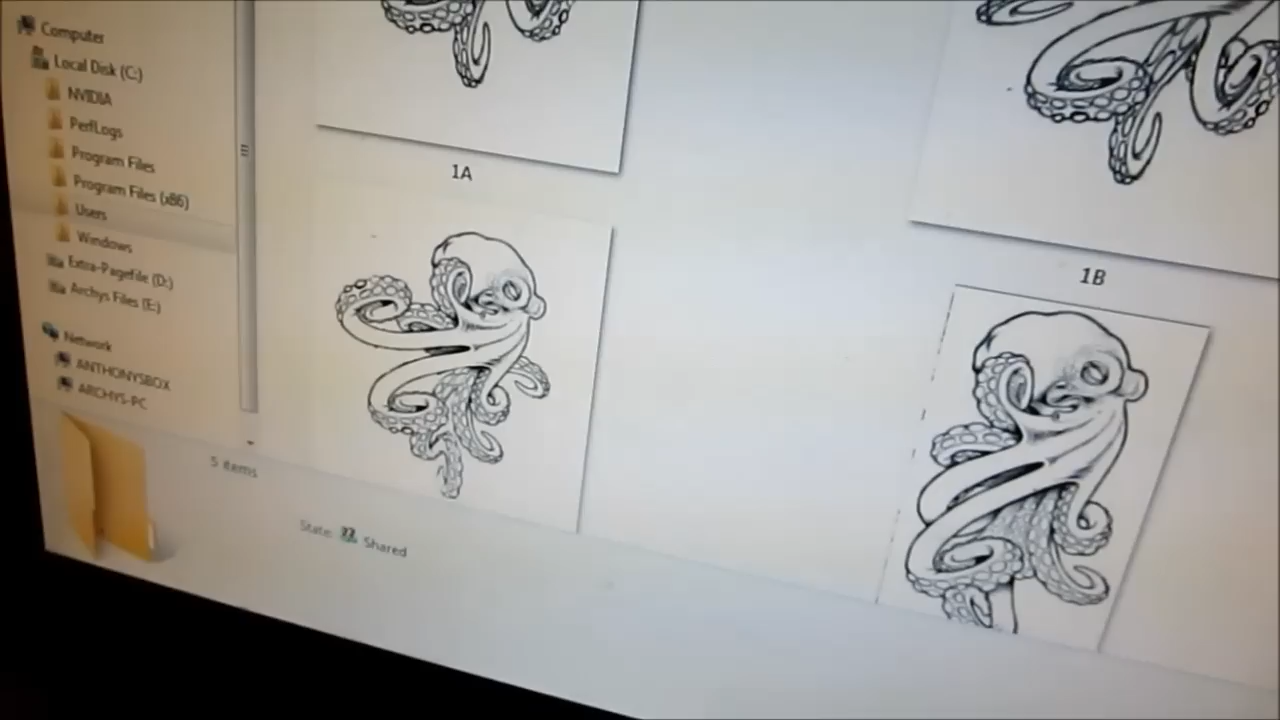 Computer
Local Disk (C:)
NVIDIA
PerfLogs
Program Files
Program Files (x86)
Users
Windows
Extra-Pagefile (D:)
Archys Files (E:)
Network
ANTHONYSBOX
ARCHYS-PC
5 items
State: Shared
1A
1B